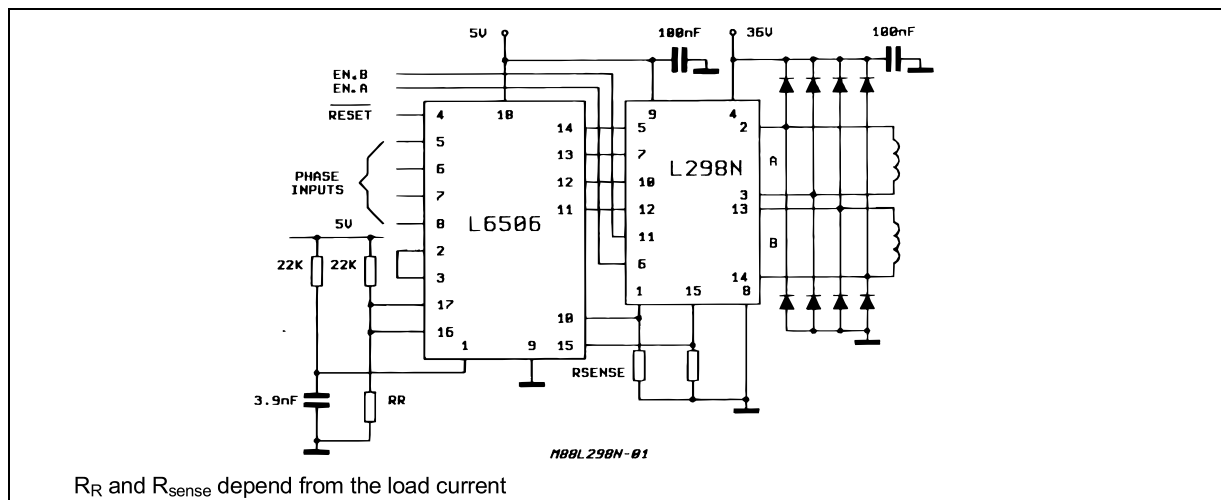 5V 100nF 36V 100nF
EN.B
EN.A
RESET
4 18 9 4
5 14 5 2
6 13 7 A
PHASE INPUTS
7 12 10 L298N
8 11 12 3
L6506 13
5V
2 11 B
22K 22K
3 6 14
17 1 15 8
16 10
1 9 15
RSENSE
3.9nF RR
M88L298N-01
RR and Rsense depend from the load current